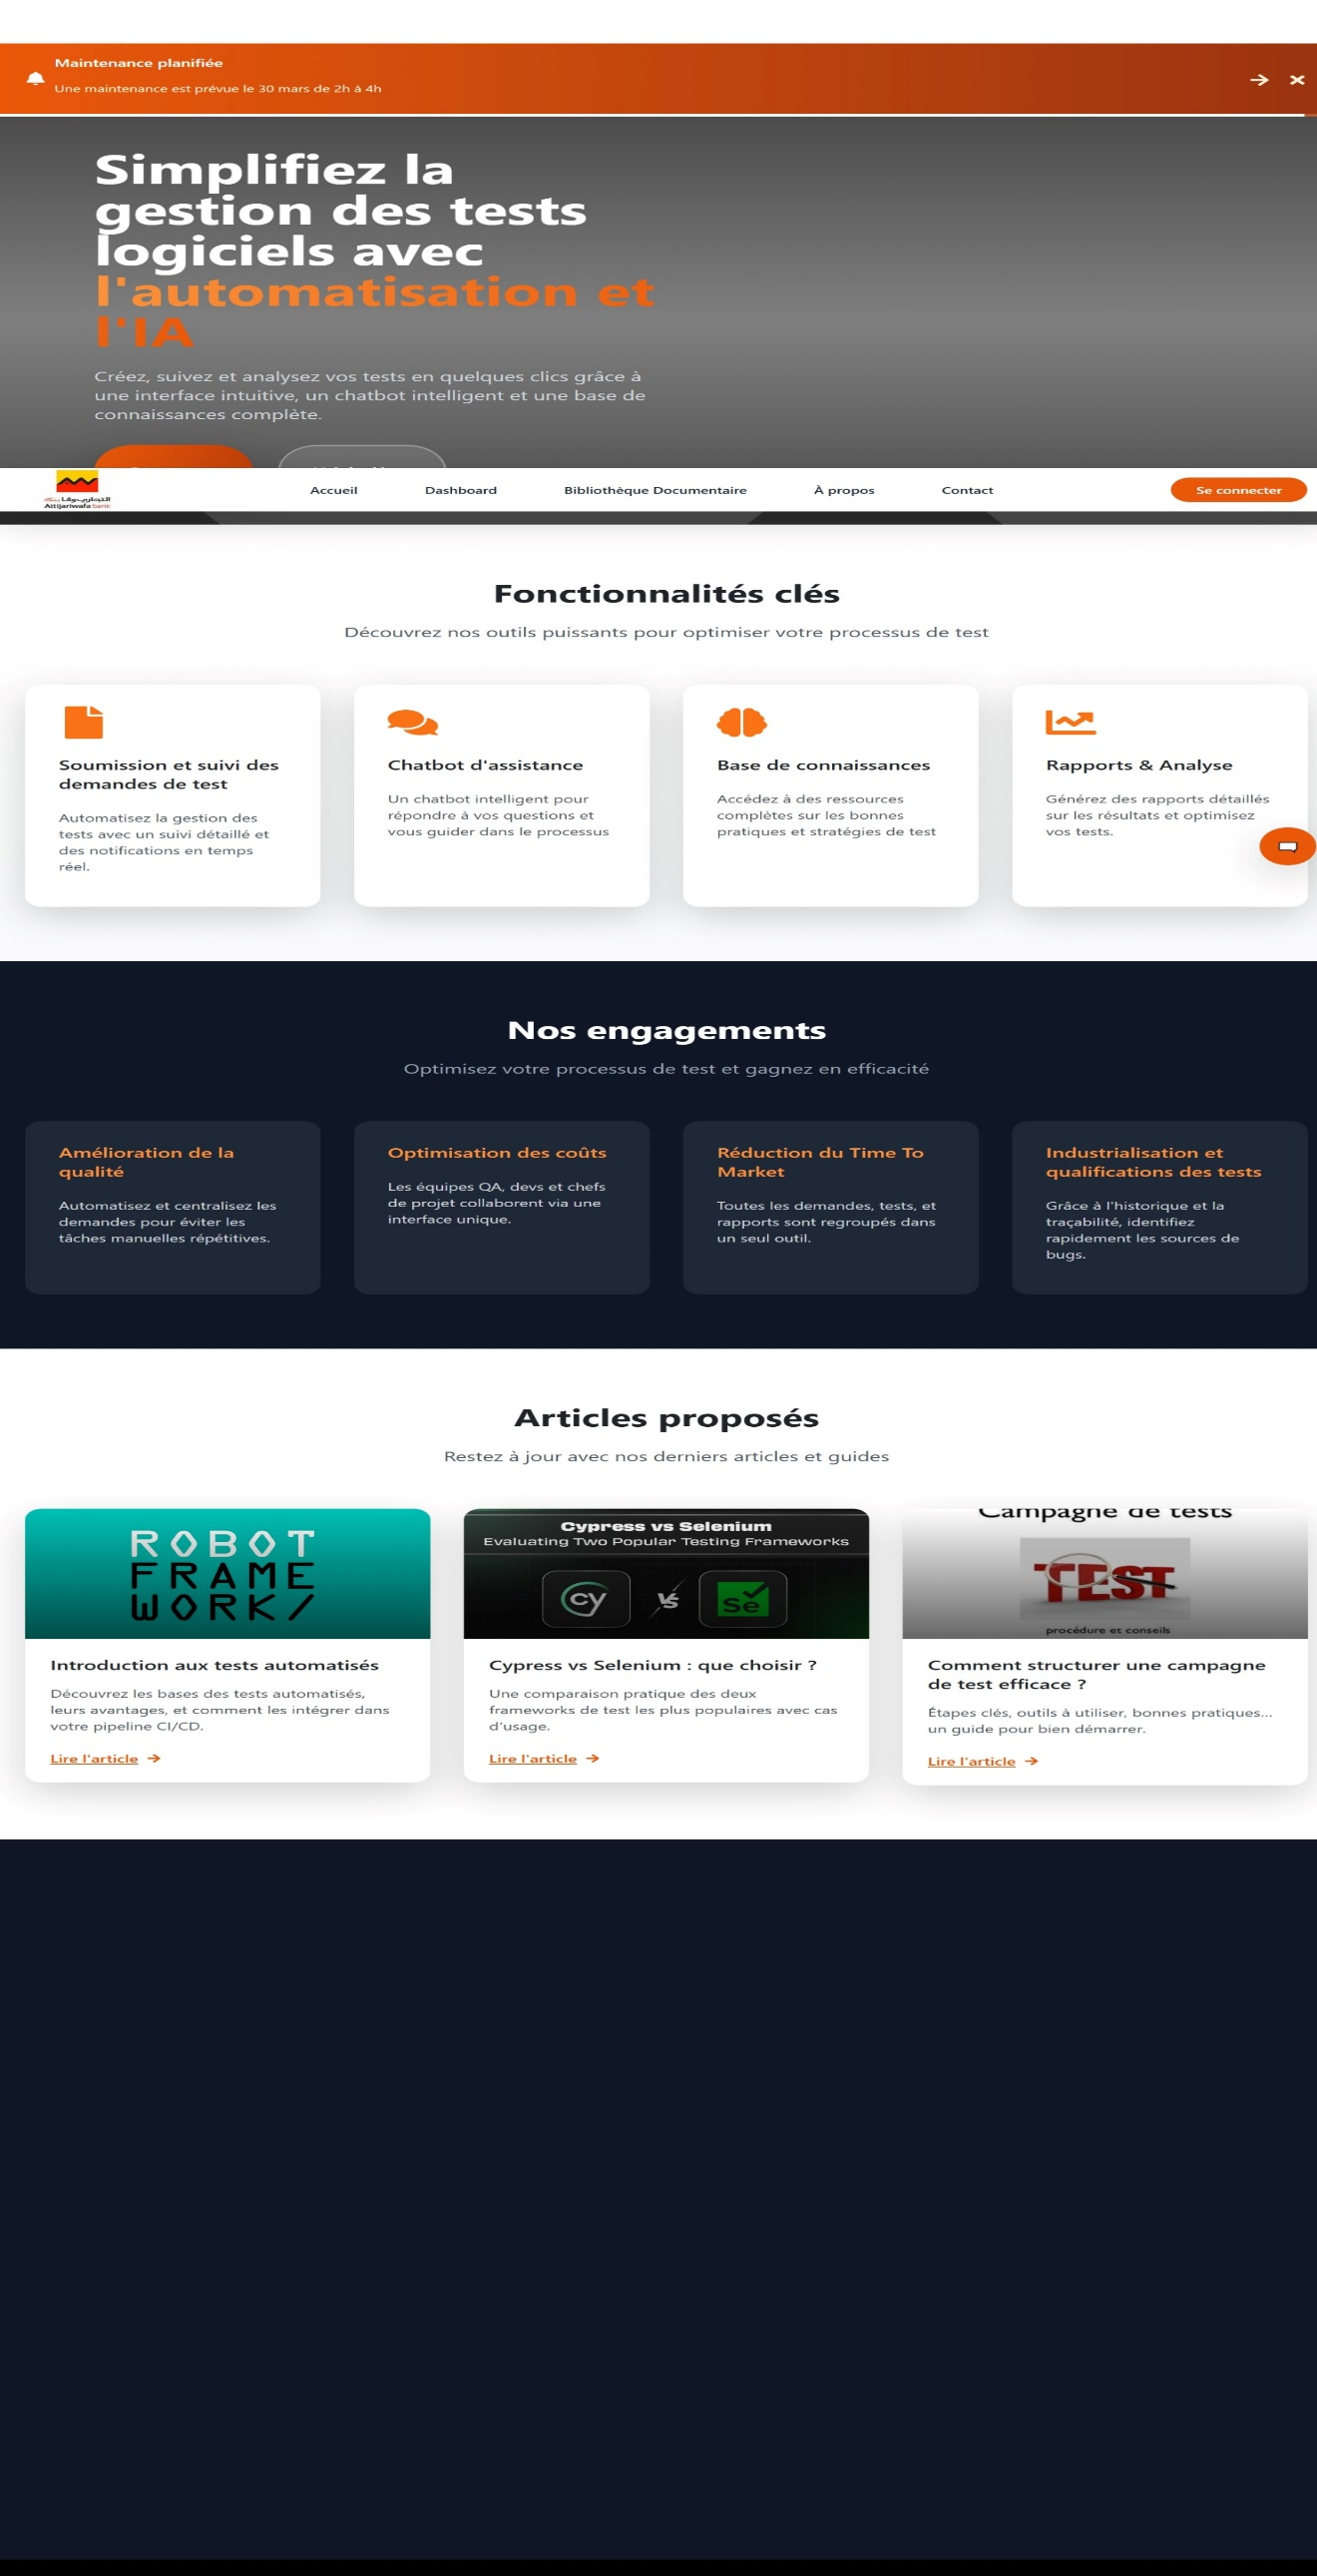 Maintenance planifiée
Une maintenance est prévue le 30 mars de 2h à 4h
Simplifiez la
gestion des tests
logiciels avec
l'automatisation et
l'IA
Créez, suivez et analysez vos tests en quelques clics grâce à
une interface intuitive, un chatbot intelligent et une base de
connaissances complète.
التجاري وفا بنك
Attijariwafa bank
Accueil
Dashboard
Bibliothèque Documentaire
À propos
Contact
Se connecter
Fonctionnalités clés
Découvrez nos outils puissants pour optimiser votre processus de test
Soumission et suivi des
demandes de test
Automatisez la gestion des
tests avec un suivi détaillé et
des notifications en temps
réel.
Chatbot d'assistance
Un chatbot intelligent pour
répondre à vos questions et
vous guider dans le processus
Base de connaissances
Accédez à des ressources
complètes sur les bonnes
pratiques et stratégies de test
Rapports & Analyse
Générez des rapports détaillés
sur les résultats et optimisez
vos tests.
Nos engagements
Optimisez votre processus de test et gagnez en efficacité
Amélioration de la
qualité
Automatisez et centralisez les
demandes pour éviter les
tâches manuelles répétitives.
Optimisation des coûts
Les équipes QA, devs et chefs
de projet collaborent via une
interface unique.
Réduction du Time To
Market
Toutes les demandes, tests, et
rapports sont regroupés dans
un seul outil.
Industrialisation et
qualifications des tests
Grâce à l'historique et la
traçabilité, identifiez
rapidement les sources de
bugs.
Articles proposés
Restez à jour avec nos derniers articles et guides
ROBOT
FRAME
WORK/
Introduction aux tests automatisés
Découvrez les bases des tests automatisés,
leurs avantages, et comment les intégrer dans
votre pipeline CI/CD.
Lire l'article
Cypress vs Selenium
Evaluating Two Popular Testing Frameworks
cy
VS
Se
Cypress vs Selenium : que choisir ?
Une comparaison pratique des deux
frameworks de test les plus populaires avec cas
d'usage.
Lire l'article
Campagne de tests
TEST
procédure et conseils
Comment structurer une campagne
de test efficace ?
Étapes clés, outils à utiliser, bonnes pratiques...
un guide pour bien démarrer.
Lire l'article